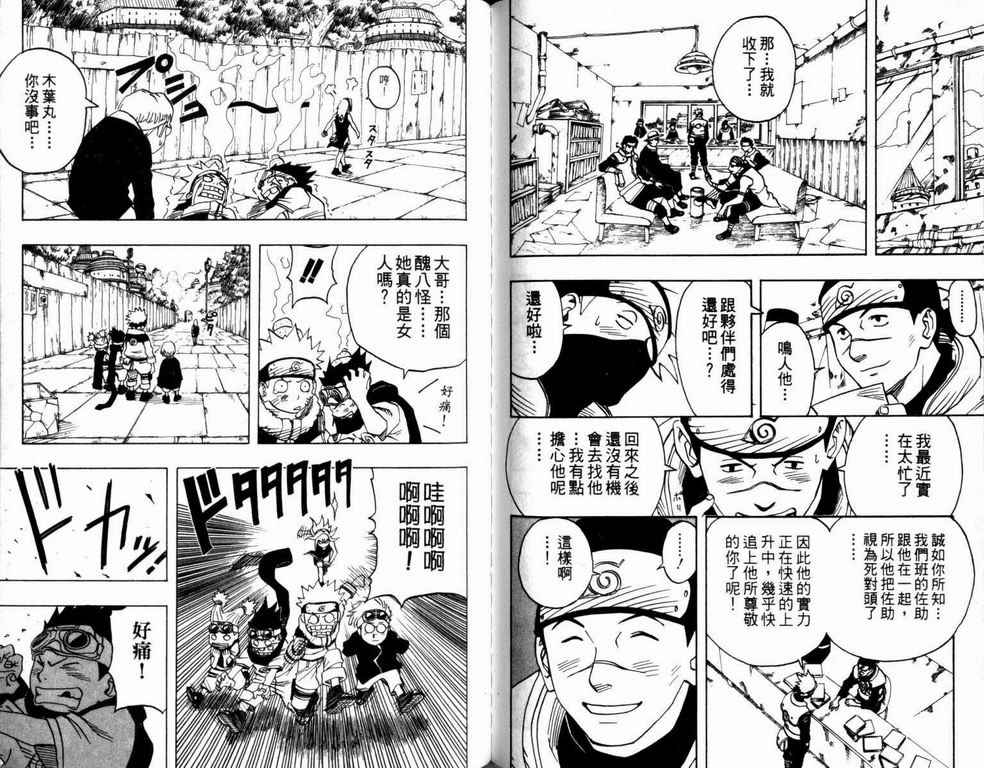 那…我就
收下了…
………
鳴人他…
跟夥伴們處得
還好吧…？
還好啦
…
我最近實
在太忙了
……
回來之後
還沒有機
會去找他
…我有點
擔心他呢
……
誠如你所知…
我們班的佐助
跟他在一起，
所以他把佐助
視為死對頭了
因此他的實力
正在快速的上
升中，幾乎快
追上他所尊敬
的你了呢！
……
這樣啊
…！
哼
スタスタ
木葉丸……
你沒事吧…
大哥…那個
醜八怪……
她真的是女
人嗎？
!!
好痛！
哇啊啊啊
啊啊啊！
ドタタタタタ
ドカッ
好痛！